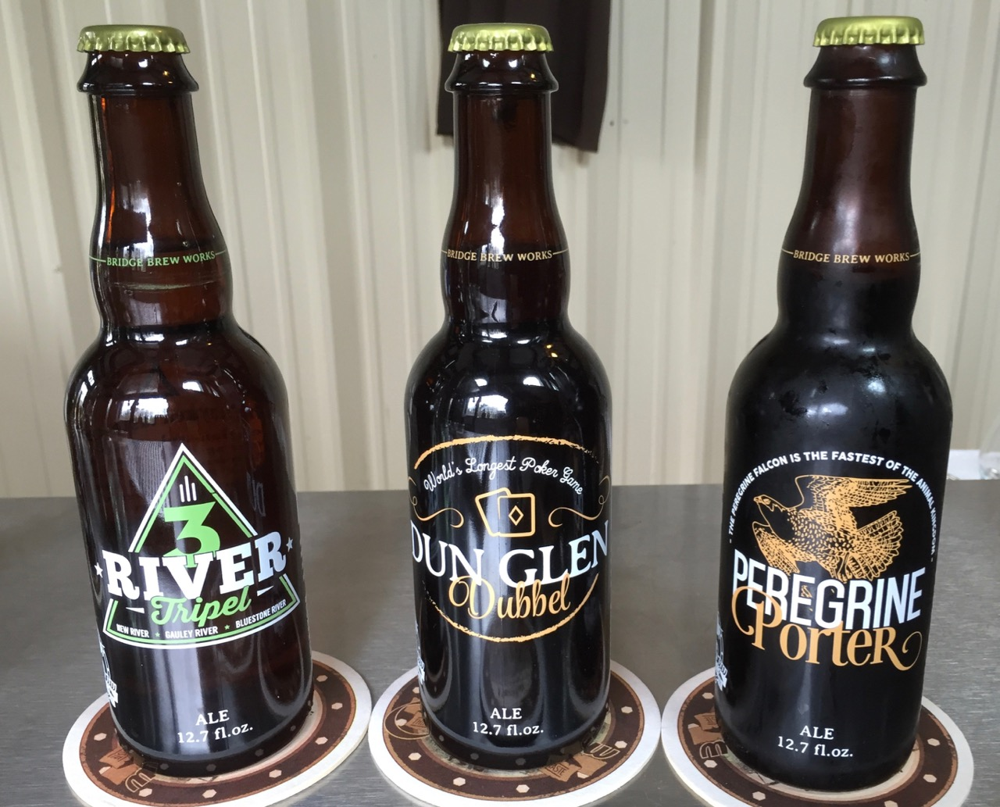 BRIDGE BREW WORKS
3
RIVER
Tripel
NEW RIVER ★ GAULEY RIVER ★ BLUESTONE RIVER
ALE
12.7 fl.oz.
BRIDGE BREW WORKS
World's Longest Poker Game
DUN GLEN
Dubbel
ALE
12.7 fl.oz.
BRIDGE BREW WORKS
- THE PEREGRINE FALCON IS THE FASTEST OF THE ANIMAL KINGDOM -
PEREGRINE
Porter
ALE
12.7 fl.oz.